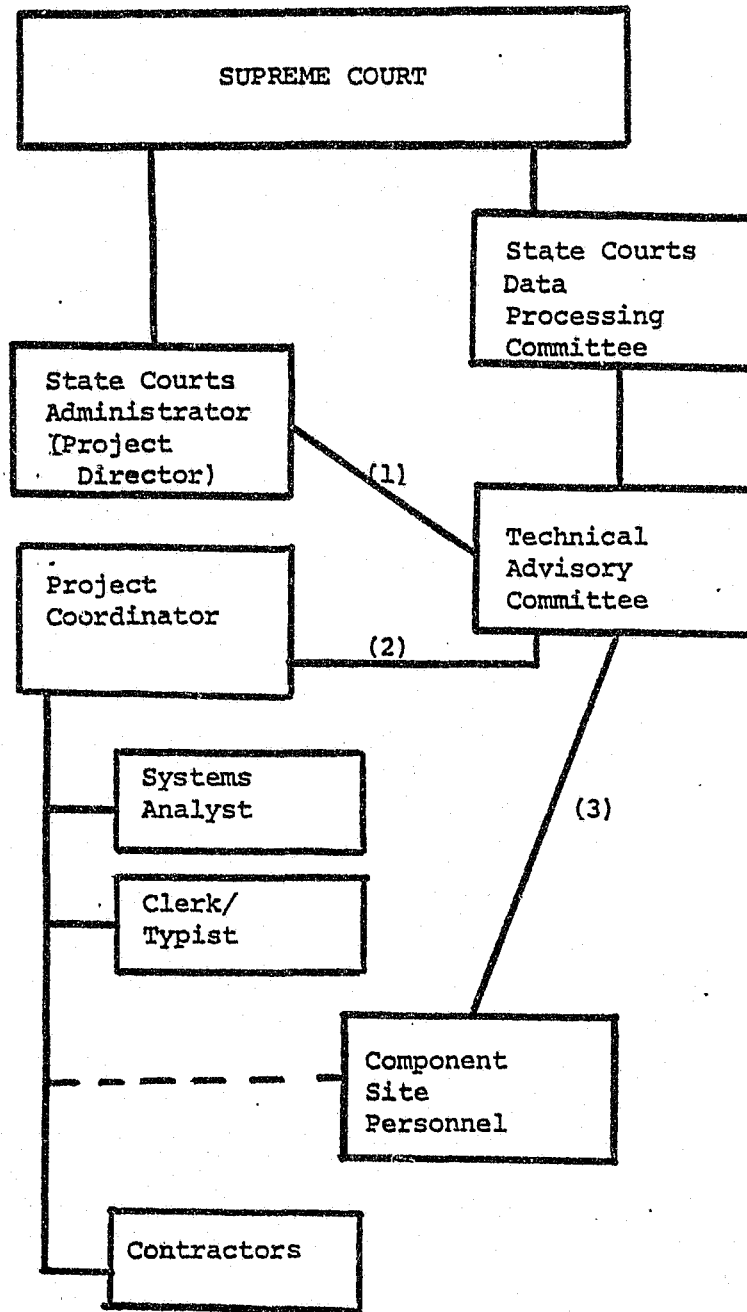 SUPREME COURT
State Courts
Data
Processing
Committee
State Courts
Administrator
(Project
Director)
(1)
Technical
Advisory
Committee
Project
Coordinator
(2)
Systems
Analyst
(3)
Clerk/
Typist
Component
Site
Personnel
Contractors